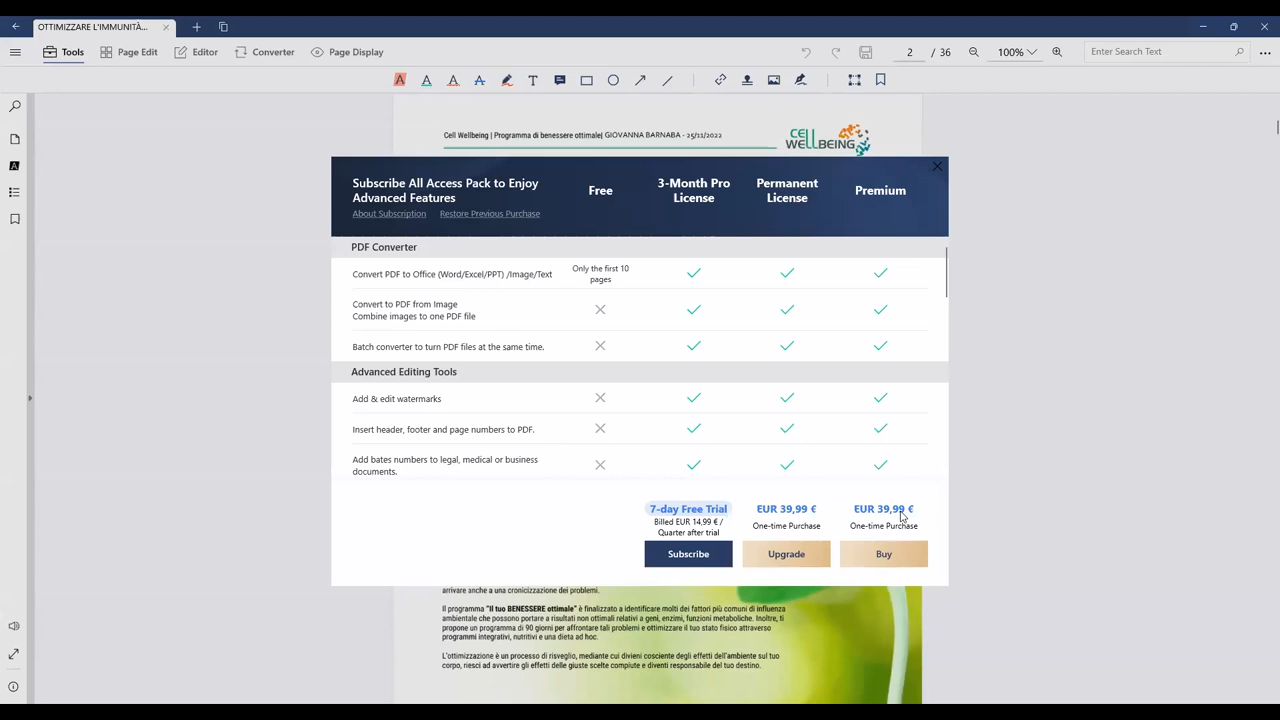 OTTIMIZZARE L'IMMUNITÀ...
Tools
Page Edit
Editor
Converter
Page Display
2 / 36
100%
Enter Search Text
Cell Wellbeing | Programma di benessere ottimale| GIOVANNA BARNABA - 25/11/2022
CELL
WELLBEING
Subscribe All Access Pack to Enjoy
Advanced Features
About Subscription Restore Previous Purchase
Free
3-Month Pro
License
Permanent
License
Premium
PDF Converter
Convert PDF to Office (Word/Excel/PPT) /Image/Text
Only the first 10
pages
Convert to PDF from Image
Combine images to one PDF file
Batch converter to turn PDF files at the same time.
Advanced Editing Tools
Add & edit watermarks
Insert header, footer and page numbers to PDF.
Add bates numbers to legal, medical or business
documents.
7-day Free Trial
Billed EUR 14,99 € /
Quarter after trial
Subscribe
EUR 39,99 €
One-time Purchase
Upgrade
EUR 39,99 €
One-time Purchase
Buy
arrivare anche a una cronicizzazione dei problemi.
Il programma "Il tuo BENESSERE ottimale" è finalizzato a identificare molti dei fattori più comuni di influenza
ambientale che possono portare a risultati non ottimali relativi a geni, enzimi, funzioni metaboliche. Inoltre, ti
propone un programma di 90 giorni per affrontare tali problemi e ottimizzare il tuo stato fisico attraverso
programmi integrativi, nutritivi e una dieta ad hoc.
L'ottimizzazione è un processo di risveglio, mediante cui divieni cosciente degli effetti dell'ambiente sul tuo
corpo, riesci ad avvertire gli effetti delle giuste scelte compiute e diventi responsabile del tuo destino.